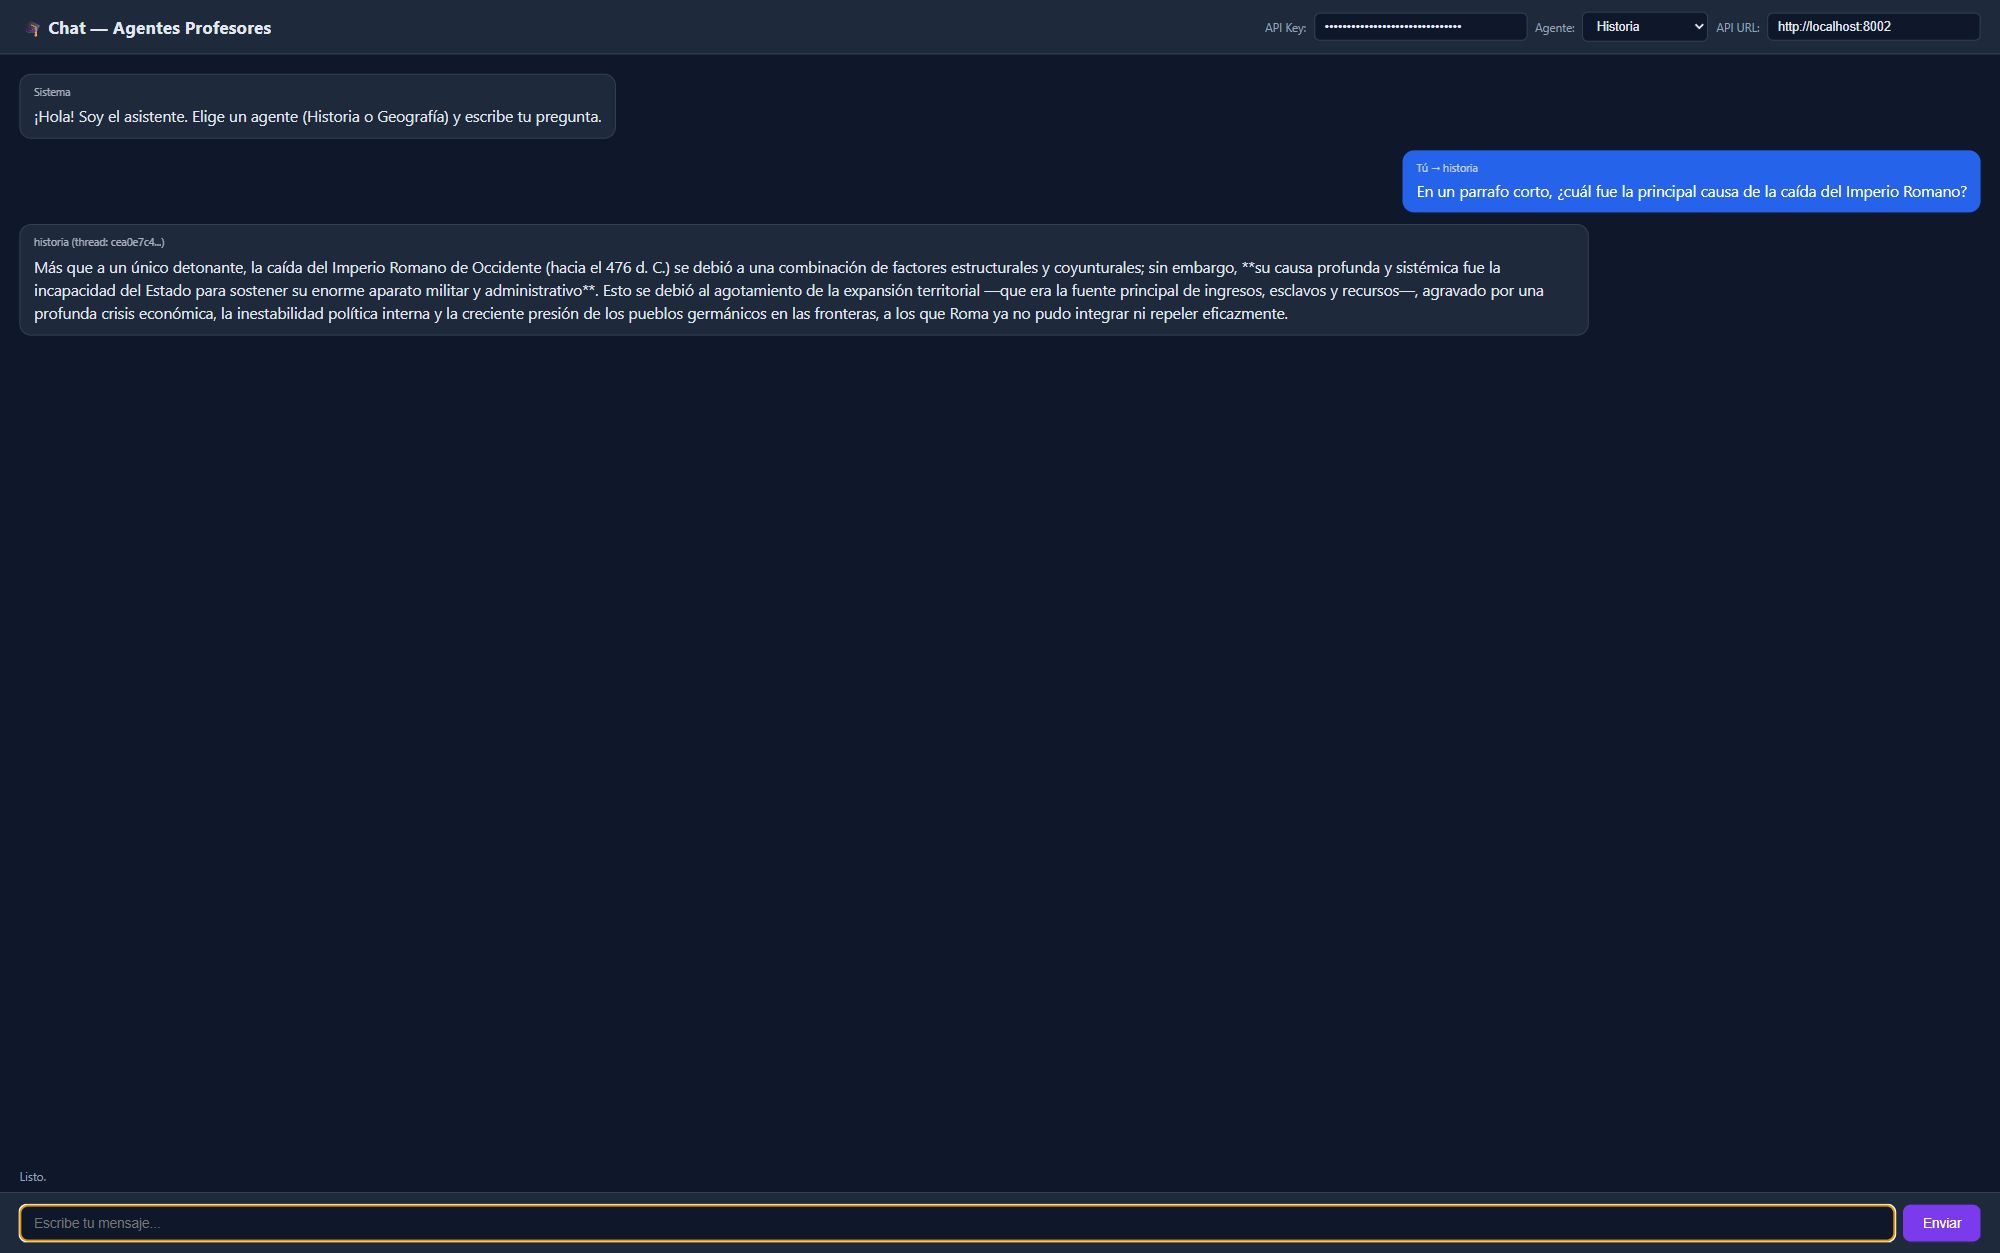 Chat — Agentes Profesores
API Key: •••••••••••••••••••••••••••••••
Agente: Historia
API URL: http://localhost:8002
Sistema
¡Hola! Soy el asistente. Elige un agente (Historia o Geografía) y escribe tu pregunta.
Tú → historia
En un parrafo corto, ¿cuál fue la principal causa de la caída del Imperio Romano?
historia (thread: cea0e7c4...)
Más que a un único detonante, la caída del Imperio Romano de Occidente (hacia el 476 d. C.) se debió a una combinación de factores estructurales y coyunturales; sin embargo, **su causa profunda y sistémica fue la
incapacidad del Estado para sostener su enorme aparato militar y administrativo**. Esto se debió al agotamiento de la expansión territorial —que era la fuente principal de ingresos, esclavos y recursos—, agravado por una
profunda crisis económica, la inestabilidad política interna y la creciente presión de los pueblos germánicos en las fronteras, a los que Roma ya no pudo integrar ni repeler eficazmente.
Listo.
Escribe tu mensaje...
Enviar